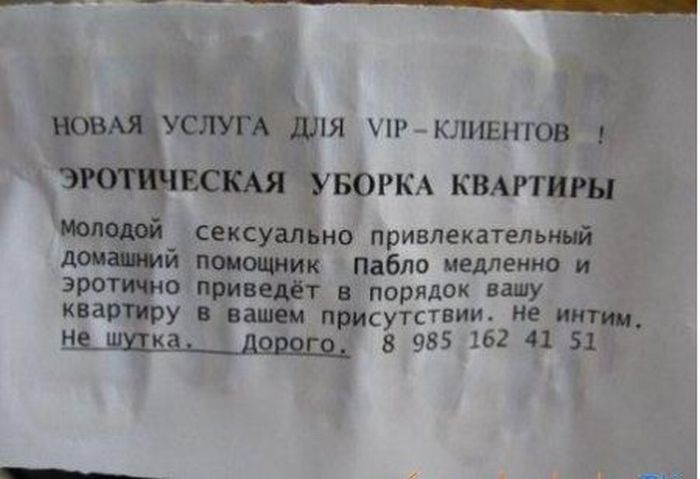 НОВАЯ УСЛУГА ДЛЯ VIP – КЛИЕНТОВ !
ЭРОТИЧЕСКАЯ УБОРКА КВАРТИРЫ
Молодой сексуально привлекательный
домашний помощник Пабло медленно и
эротично приведёт в порядок вашу
квартиру в вашем присутствии. Не интим.
Не шутка. Дорого. 8 985 162 41 51